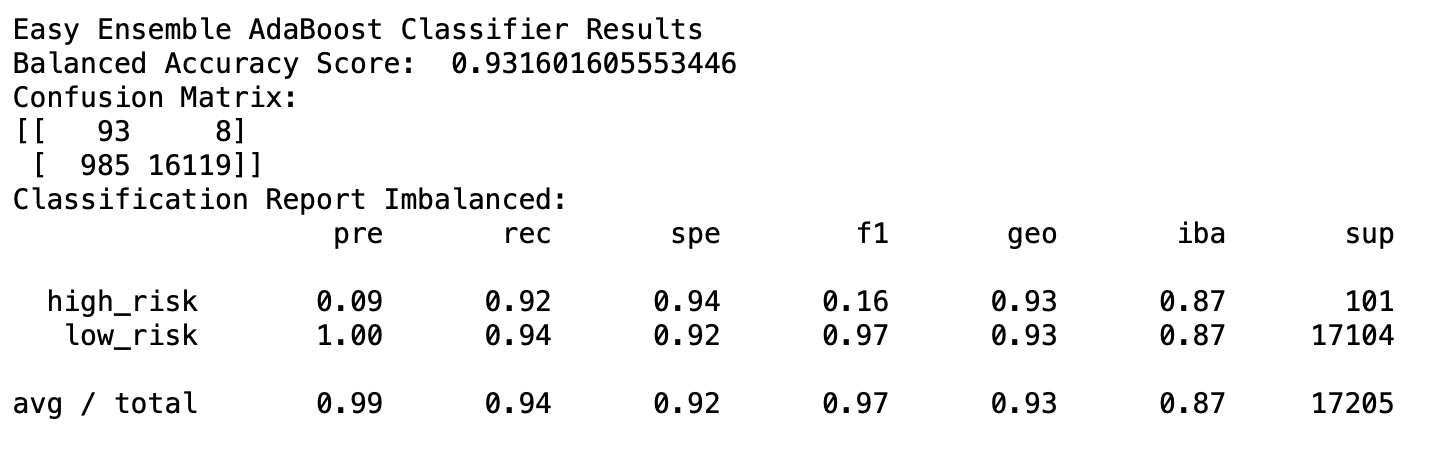 Easy Ensemble AdaBoost Classifier Results
Balanced Accuracy Score:  0.931601605553446
Confusion Matrix:
[[   93     8]
 [  985 16119]]
Classification Report Imbalanced:
                   pre       rec       spe        f1       geo       iba       sup

  high_risk       0.09      0.92      0.94      0.16      0.93      0.87       101
   low_risk       1.00      0.94      0.92      0.97      0.93      0.87     17104

avg / total       0.99      0.94      0.92      0.97      0.93      0.87     17205